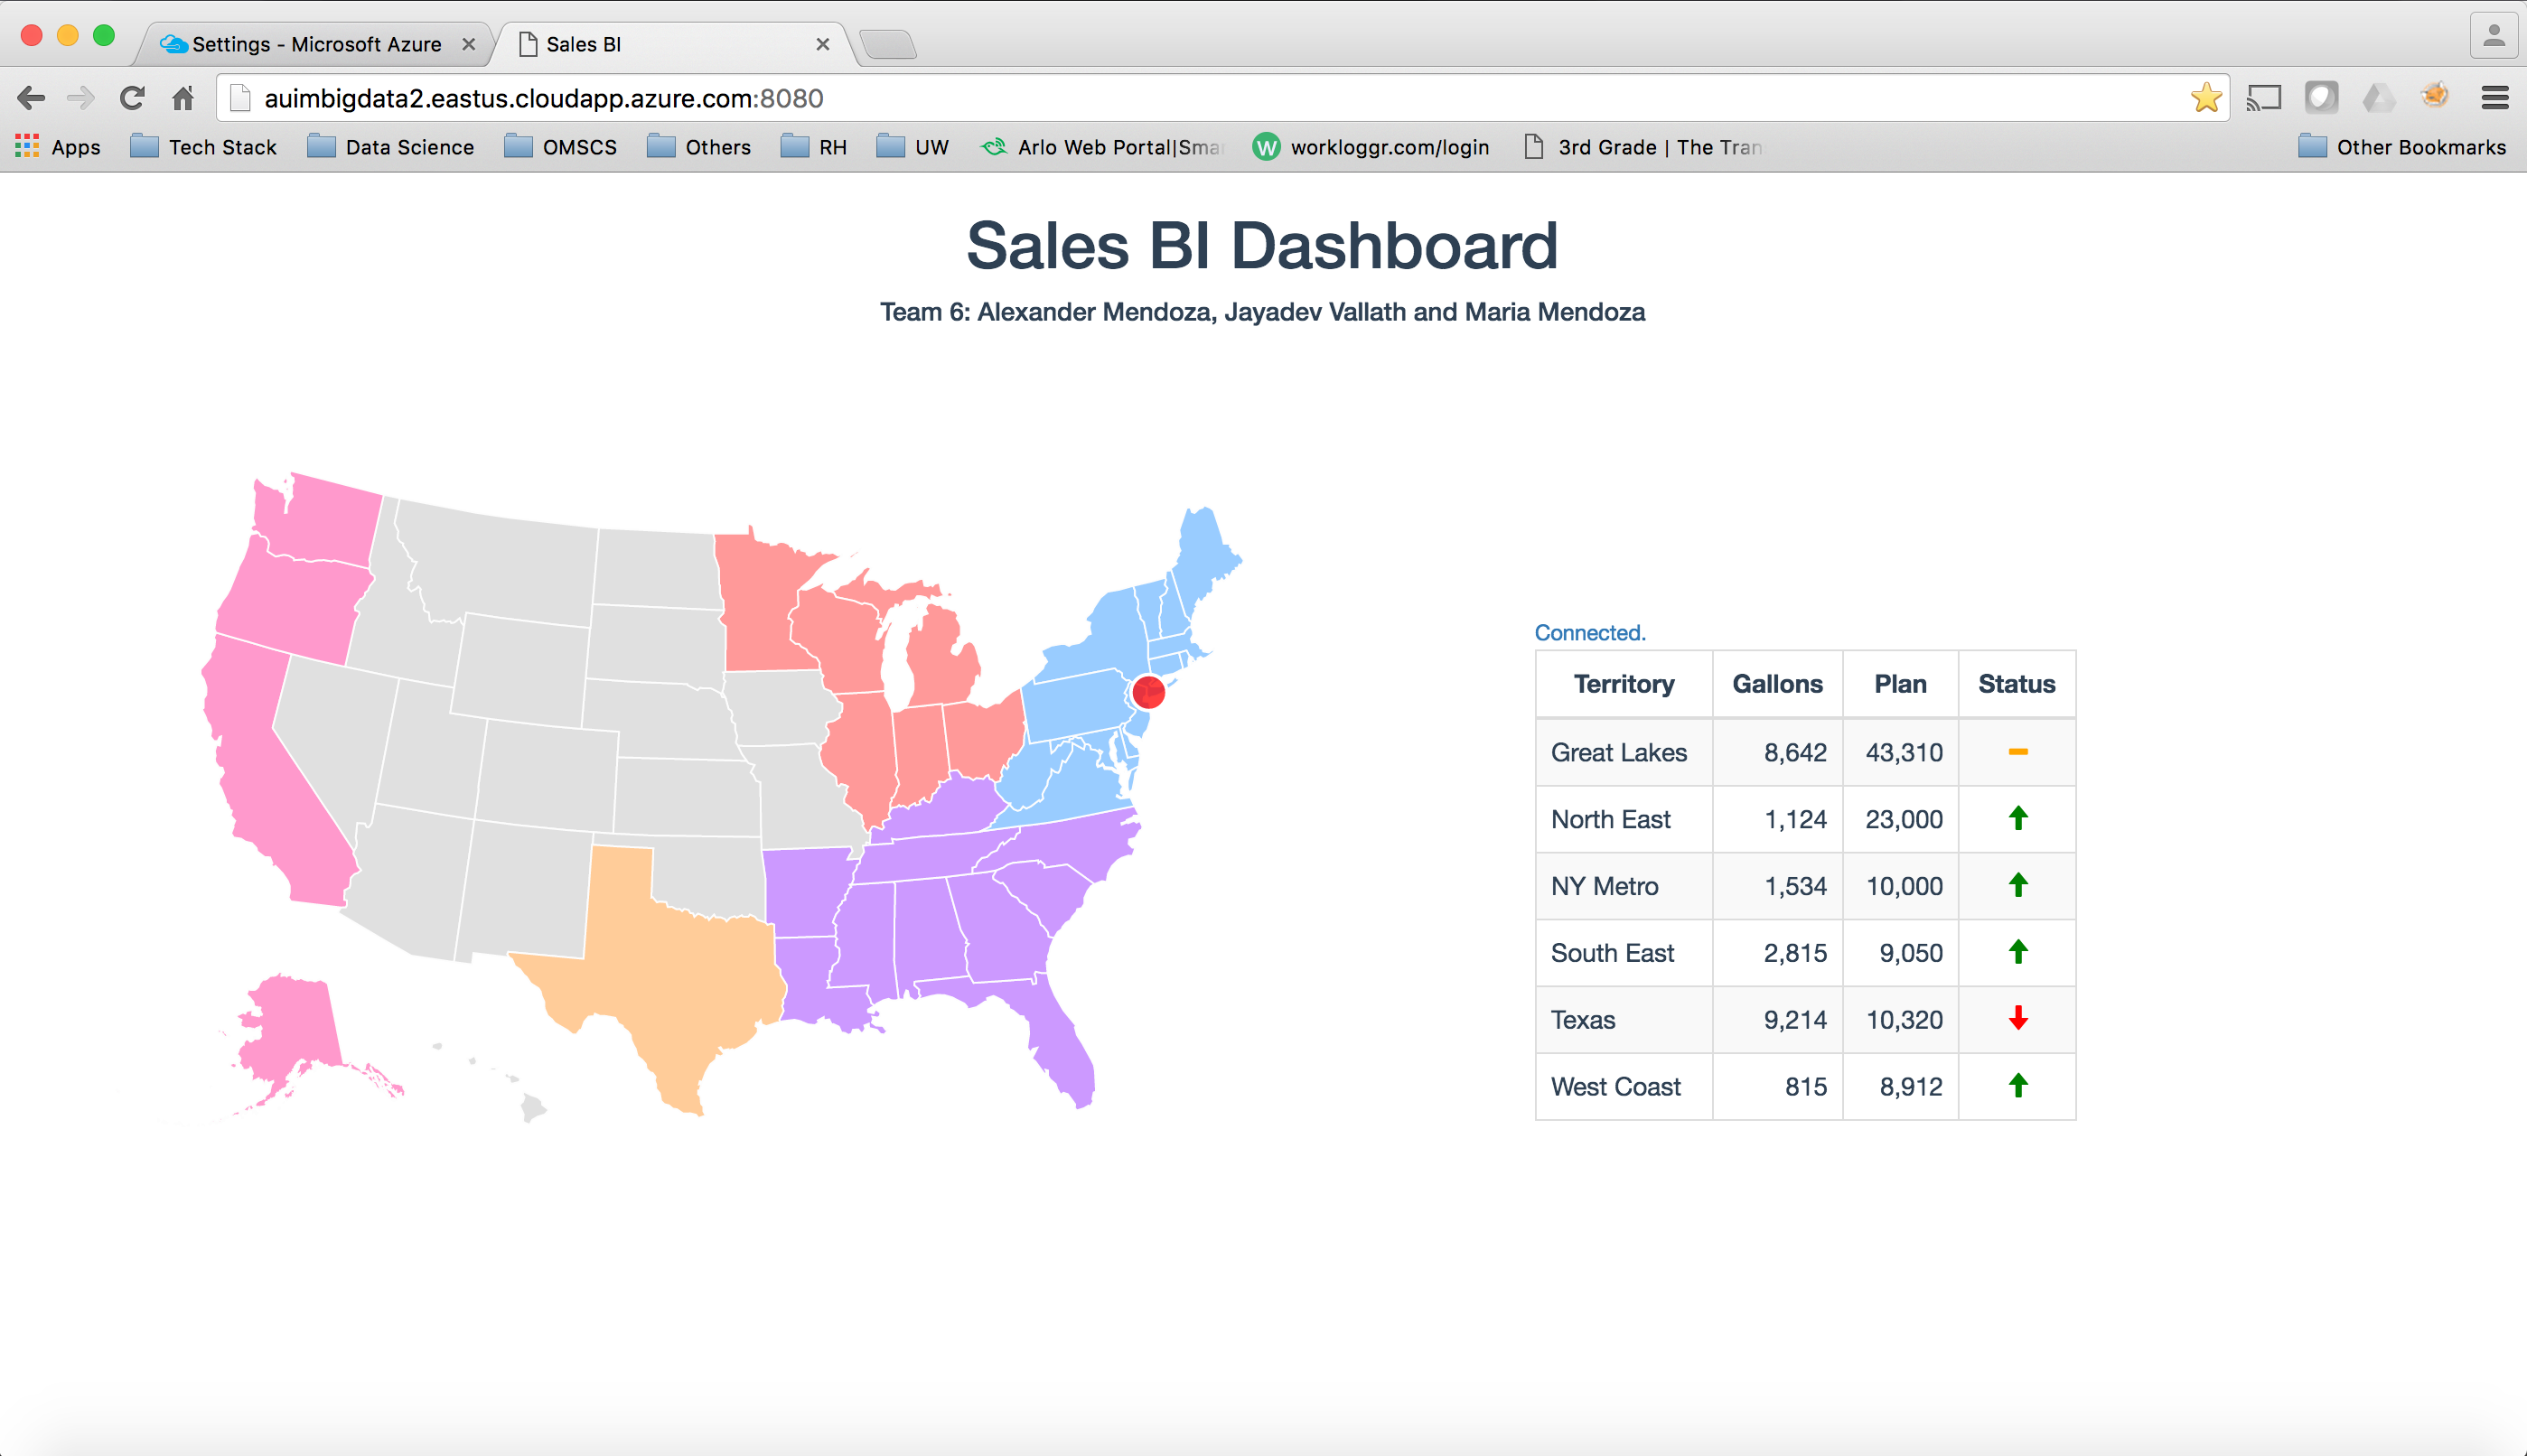 Settings - Microsoft Azure
Sales BI
auimbigdata2.eastus.cloudapp.azure.com:8080
Apps Tech Stack Data Science OMSCS Others RH UW Arlo Web Portal|Smar W workloggr.com/login 3rd Grade | The Tran Other Bookmarks
Sales BI Dashboard
Team 6: Alexander Mendoza, Jayadev Vallath and Maria Mendoza
Connected.
Territory Gallons Plan Status
Great Lakes 8,642 43,310
North East 1,124 23,000
NY Metro 1,534 10,000
South East 2,815 9,050
Texas 9,214 10,320
West Coast 815 8,912